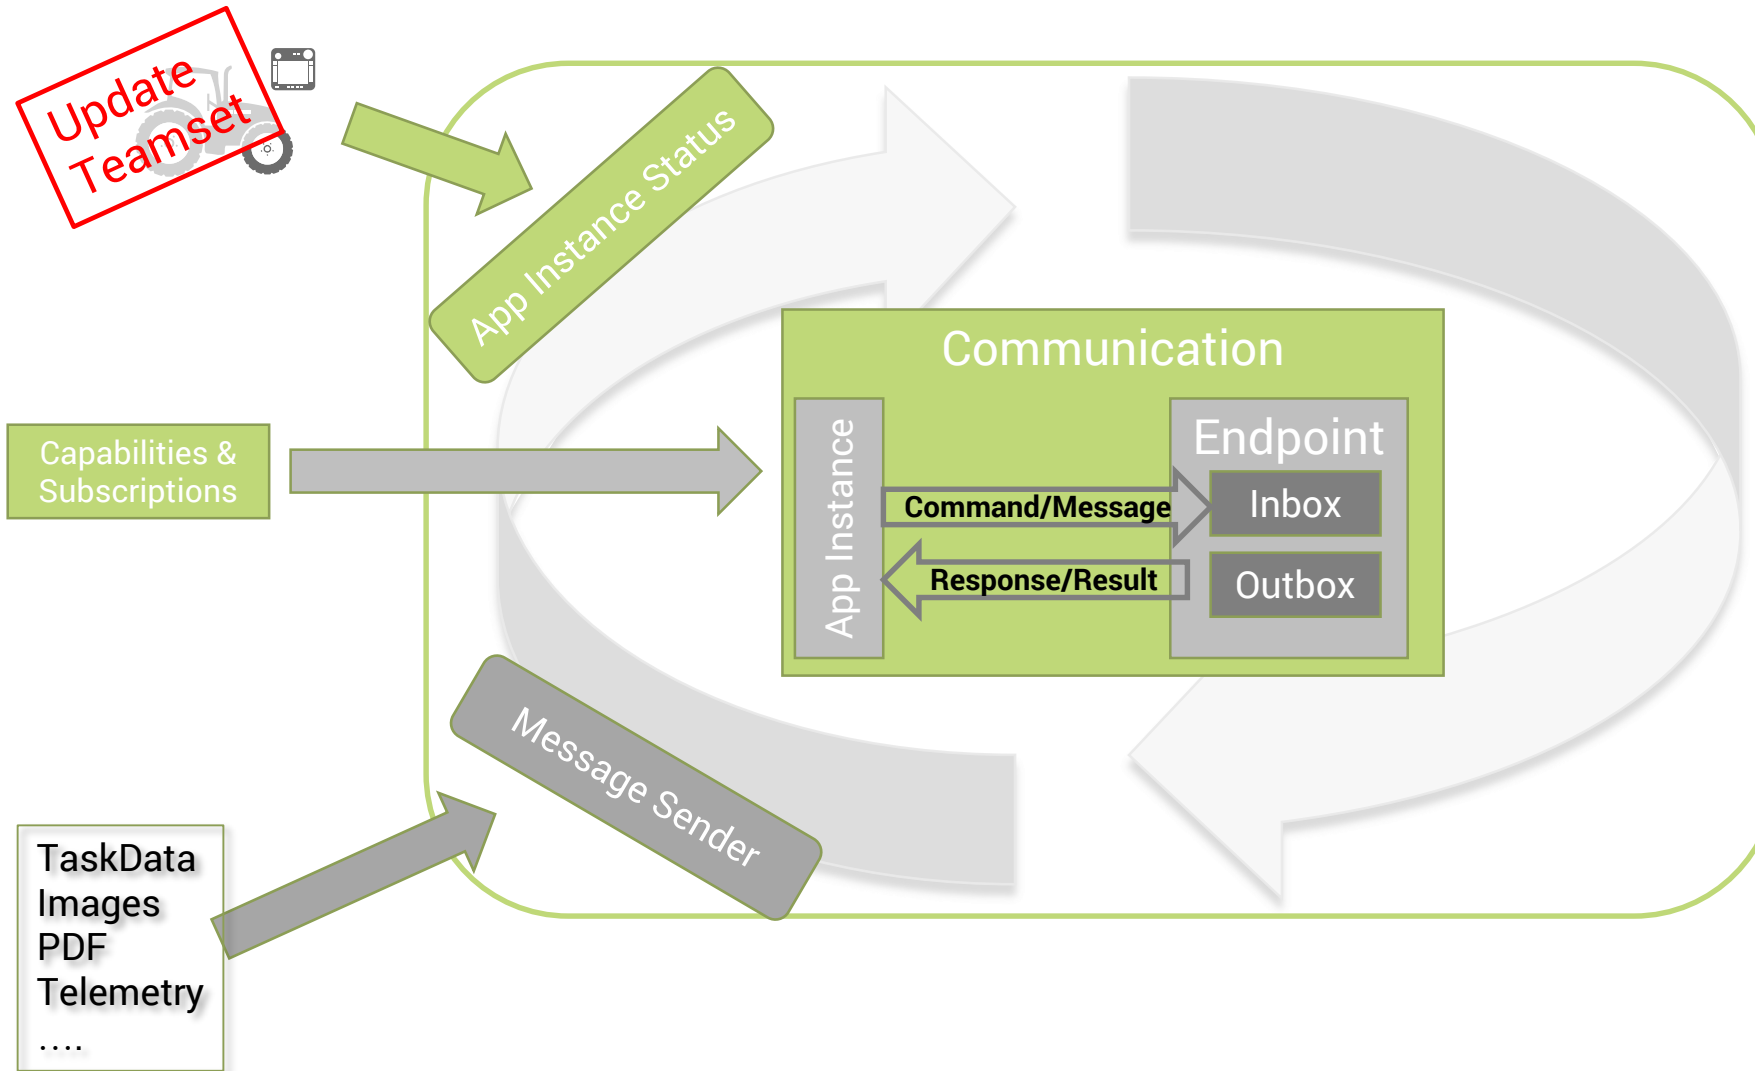 Update
Teamset
App Instance Status
Communication
Capabilities &
Subscriptions
App Instance
Endpoint
Command/Message
Inbox
Response/Result
Outbox
Message Sender
TaskData
Images
PDF
Telemetry
....